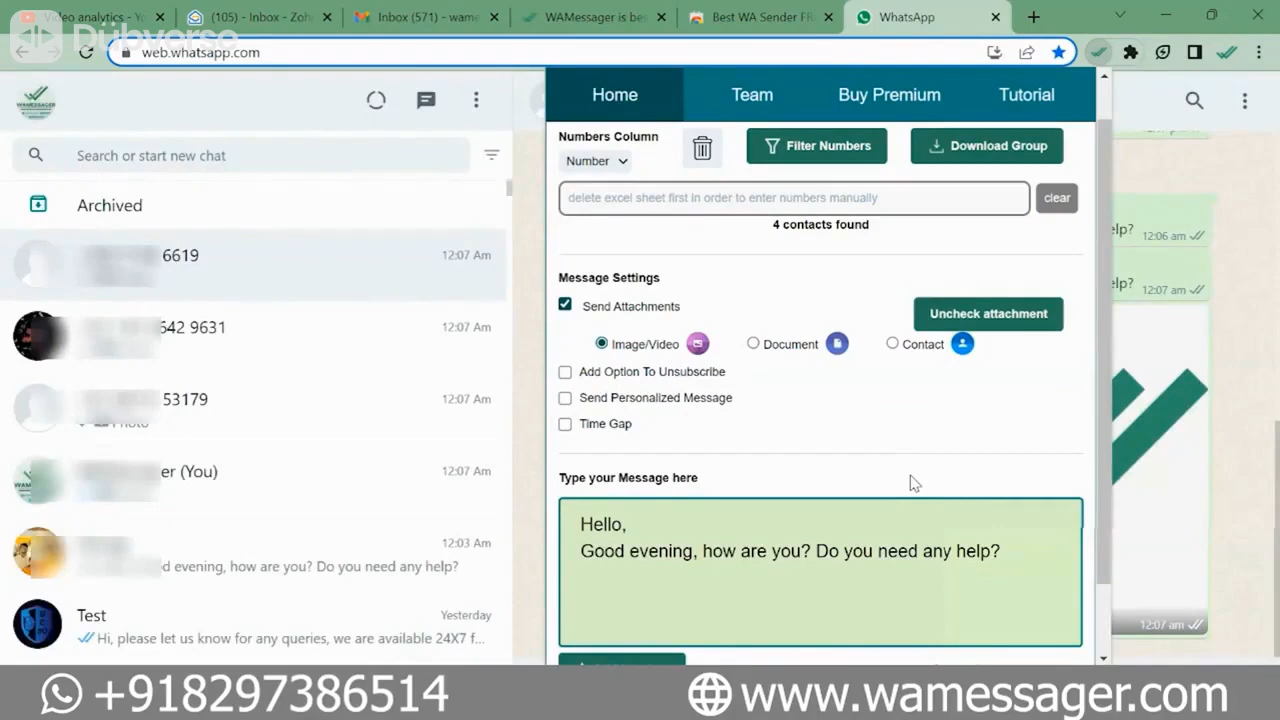 Video analytics - Yo
(105) - Inbox - Zoh
Inbox (571) - wame
WAMessager is bes
Best WA Sender FR
WhatsApp
Dubverse
web.whatsapp.com
WAMESSAGER
Search or start new chat
Archived
6619
12:07 Am
642 9631
12:07 Am
53179
12:07 Am
Photo
er (You)
12:07 Am
12:03 Am
d evening, how are you? Do you need any help?
Test
Yesterday
Hi, please let us know for any queries, we are available 24X7 f...
Home
Team
Buy Premium
Tutorial
Numbers Column
Number
Filter Numbers
Download Group
delete excel sheet first in order to enter numbers manually
clear
4 contacts found
Message Settings
Send Attachments
Uncheck attachment
Image/Video
Document
Contact
Add Option To Unsubscribe
Send Personalized Message
Time Gap
Type your Message here
Hello,
Good evening, how are you? Do you need any help?
lp?
12:06 am
lp?
12:07 am
12:07 am
+918297386514
www.wamessager.com